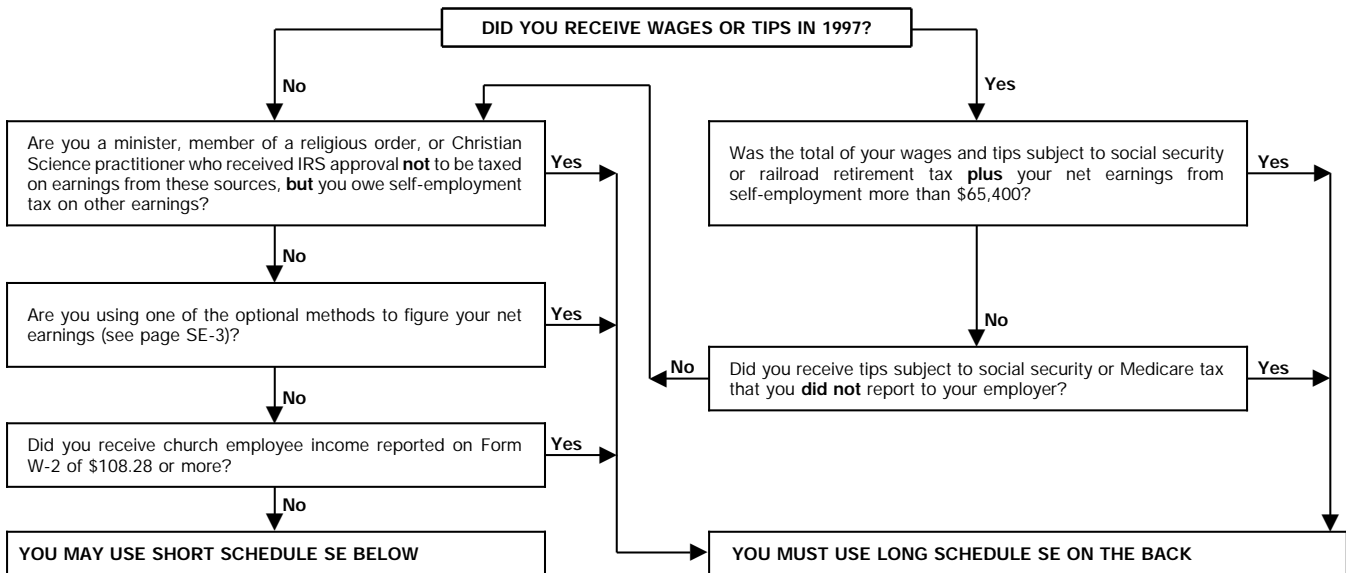 DID YOU RECEIVE WAGES OR TIPS IN 1997?
No
Yes
Are you a minister, member of a religious order, or Christian
Science practitioner who received IRS approval not to be taxed
on earnings from these sources, but you owe self-employment
tax on other earnings?
Yes
Was the total of your wages and tips subject to social security
or railroad retirement tax plus your net earnings from
self-employment more than $65,400?
Yes
No
Are you using one of the optional methods to figure your net
earnings (see page SE-3)?
Yes
No
No
Did you receive tips subject to social security or Medicare tax
that you did not report to your employer?
Yes
No
Did you receive church employee income reported on Form
W-2 of $108.28 or more?
Yes
No
YOU MAY USE SHORT SCHEDULE SE BELOW
YOU MUST USE LONG SCHEDULE SE ON THE BACK